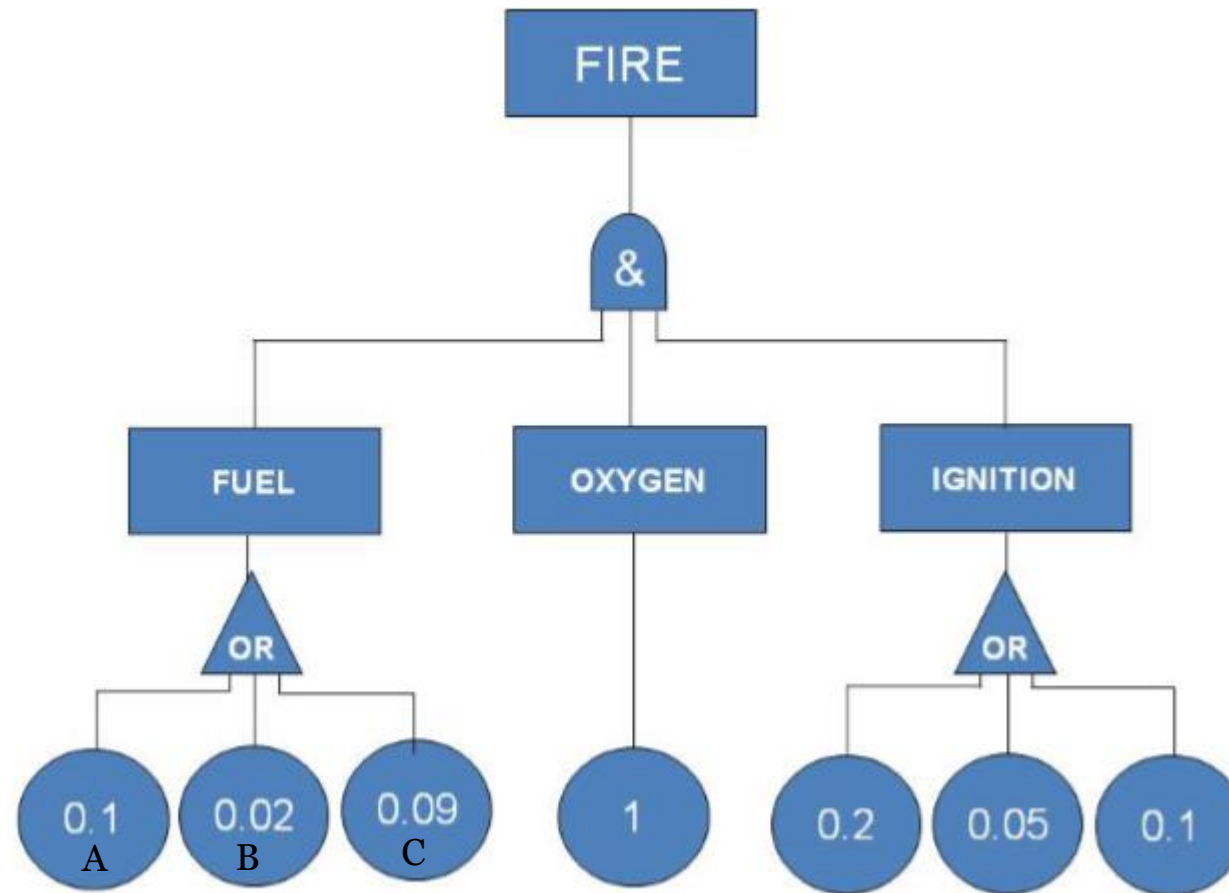 FIRE
&
FUEL
OXYGEN
IGNITION
OR
OR
0.1
A
0.02
B
0.09
C
1
0.2
0.05
0.1